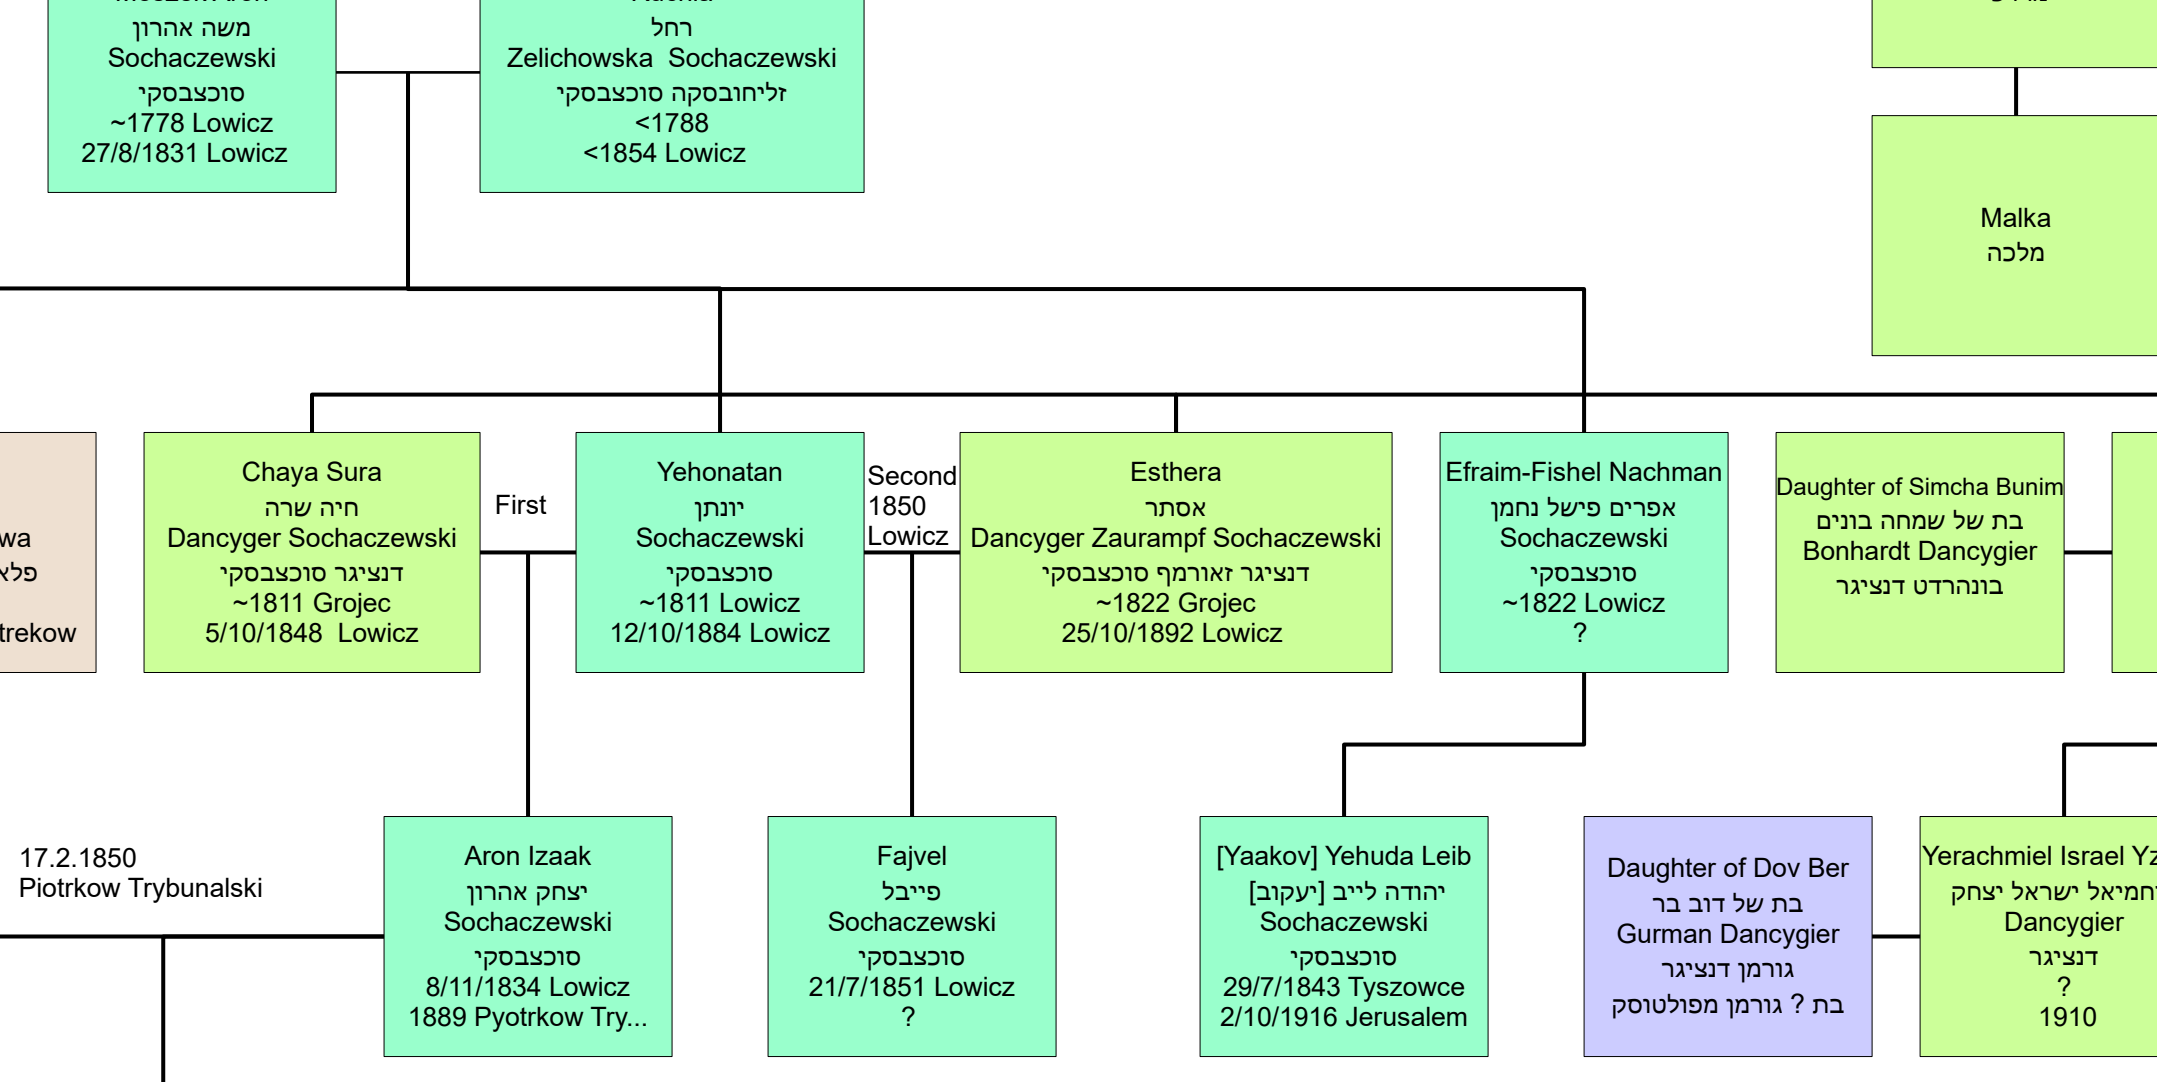 משה אהרון
Sochaczewski
סוכצבסקי
~1778 Lowicz
27/8/1831 Lowicz
רחל
Zelichowska Sochaczewski
זליחובסקה סוכצבסקי
<1788
<1854 Lowicz
Malka
מלכה
wa
פלא
trekow
Chaya Sura
חיה שרה
Dancyger Sochaczewski
דנציגר סוכצבסקי
~1811 Grojec
5/10/1848 Lowicz
First
Yehonatan
יונתן
Sochaczewski
סוכצבסקי
~1811 Lowicz
12/10/1884 Lowicz
Second
1850
Lowicz
Esthera
אסתר
Dancyger Zaurampf Sochaczewski
דנציגר זאורמף סוכצבסקי
~1822 Grojec
25/10/1892 Lowicz
Efraim-Fishel Nachman
אפרים פישל נחמן
Sochaczewski
סוכצבסקי
~1822 Lowicz
?
Daughter of Simcha Bunim
בת של שמחה בונים
Bonhardt Dancygier
בונהרדט דנציגר
17.2.1850
Piotrkow Trybunalski
Aron Izaak
יצחק אהרון
Sochaczewski
סוכצבסקי
8/11/1834 Lowicz
1889 Pyotrkow Try...
Fajvel
פייבל
Sochaczewski
סוכצבסקי
21/7/1851 Lowicz
?
[Yaakov] Yehuda Leib
יהודה לייב [יעקוב]
Sochaczewski
סוכצבסקי
29/7/1843 Tyszowce
2/10/1916 Jerusalem
Daughter of Dov Ber
בת של דוב בר
Gurman Dancygier
גורמן דנציגר
בת ? גורמן מפולטוסק
Yerachmiel Israel Yz
חמיאל ישראל יצחק
Dancygier
דנציגר
?
1910